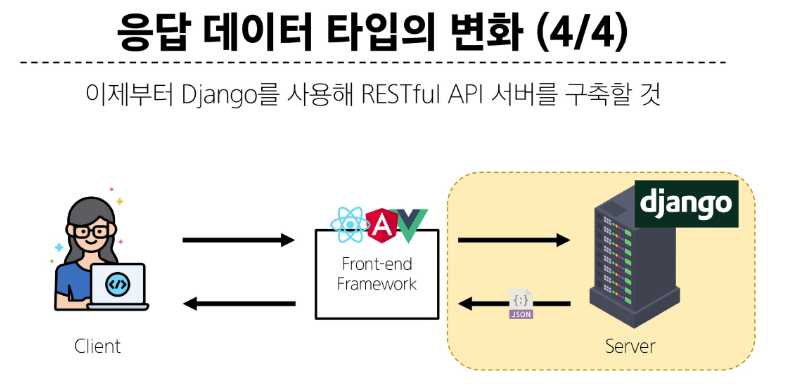 응답 데이터 타입의 변화 (4/4)
이제부터 Django를 사용해 RESTful API 서버를 구축할 것
django
A
Front-end
Framework
{:}
JSON
</>
Client
Server